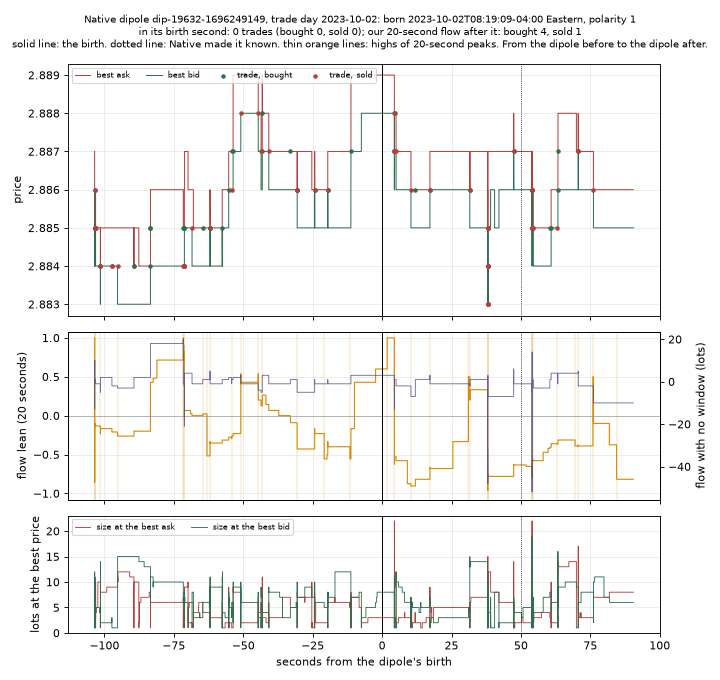 Native dipole dip-19632-1696249149, trade day 2023-10-02: born 2023-10-02T08:19:09-04:00 Eastern, polarity 1
in its birth second: 0 trades (bought 0, sold 0); our 20-second flow after it: bought 4, sold 1
solid line: the birth. dotted line: Native made it known. thin orange lines: highs of 20-second peaks. From the dipole before to the dipole after.
best ask best bid trade, bought trade, sold
2.889
2.888
2.887
2.886
2.885
2.884
2.883
price
1.0
0.5
0.0
−0.5
−1.0
flow lean (20 seconds)
20
0
−20
−40
flow with no window (lots)
size at the best ask size at the best bid
20
15
10
5
0
lots at the best price
−100 −75 −50 −25 0 25 50 75 100
seconds from the dipole's birth